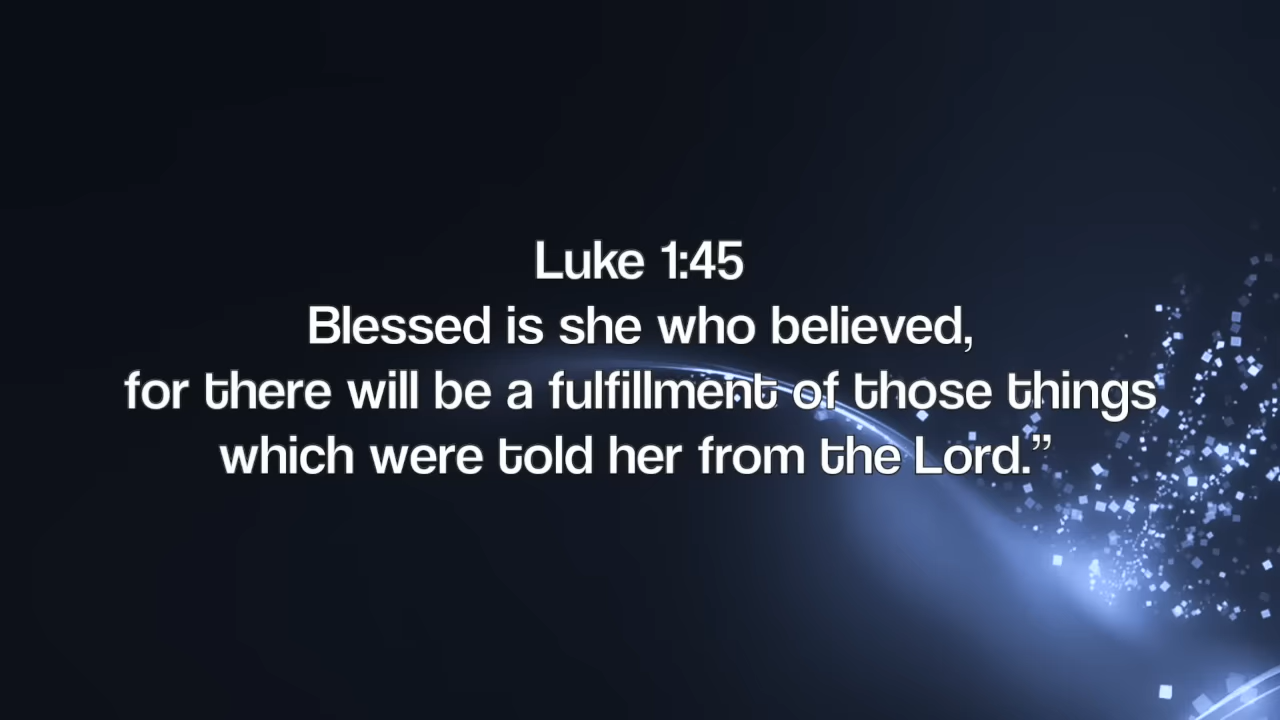 Luke 1:45
Blessed is she who believed,
for there will be a fulfillment of those things
which were told her from the Lord.”